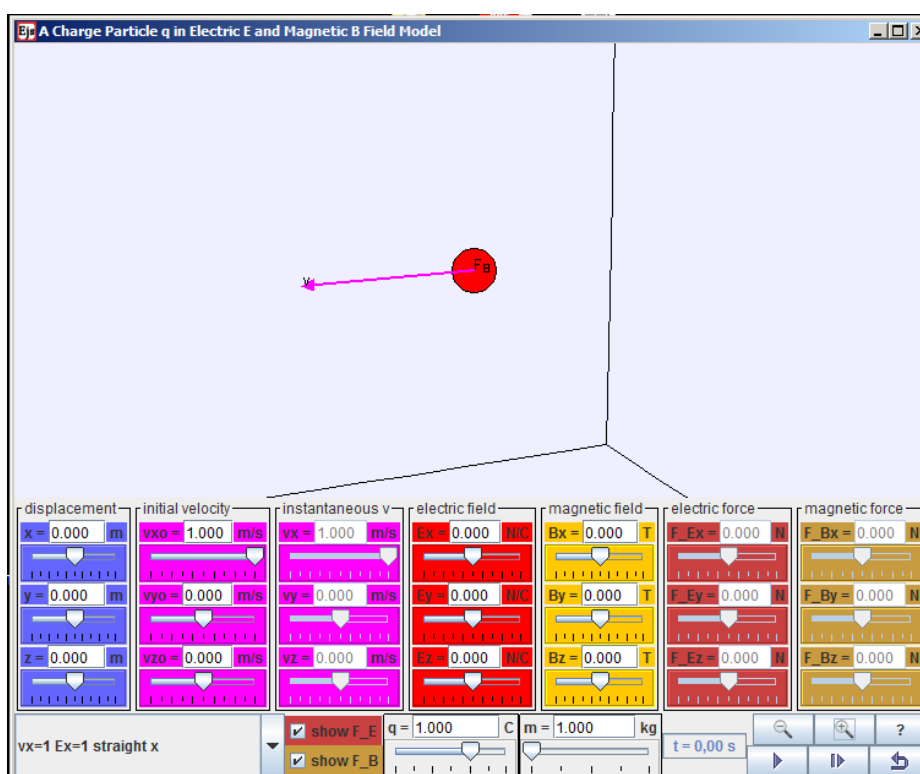 A Charge Particle q in Electric E and Magnetic B Field Model
v
displacement initial velocity instantaneous v electric field magnetic field electric force magnetic force
x = 0.000 m vxo = 1.000 m/s vx = 1.000 m/s Ex = 0.000 N/C Bx = 0.000 T F_Ex = 0.000 N F_Bx = 0.000 N
y = 0.000 m vyo = 0.000 m/s vy = 0.000 m/s Ey = 0.000 N/C By = 0.000 T F_Ey = 0.000 N F_By = 0.000 N
z = 0.000 m vzo = 0.000 m/s vz = 0.000 m/s Ez = 0.000 N/C Bz = 0.000 T F_Ez = 0.000 N F_Bz = 0.000 N
vx=1 Ex=1 straight x show F_E q = 1.000 C m = 1.000 kg t = 0,00 s ?
show F_B